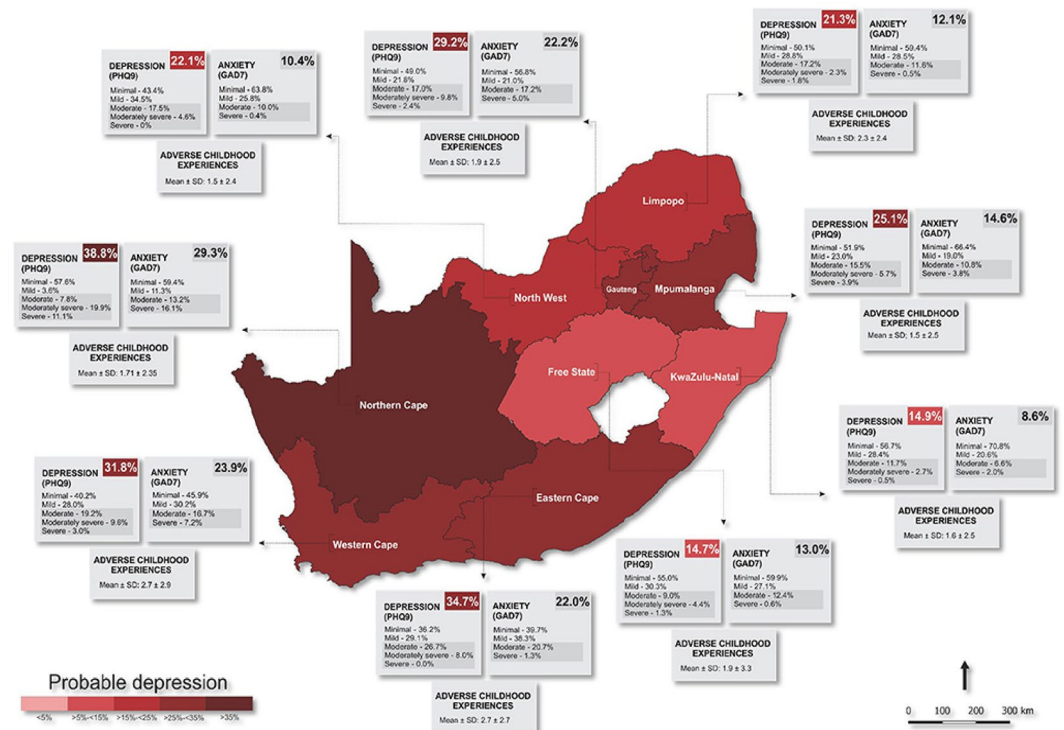 DEPRESSION
(PHQ9)
22.1%
Minimal - 43.4%
Mild - 34.5%
Moderate - 17.5%
Moderately severe - 4.6%
Severe - 0%
ANXIETY
(GAD7)
10.4%
Minimal - 63.8%
Mild - 25.8%
Moderate - 10.0%
Severe - 0.4%
ADVERSE CHILDHOOD
EXPERIENCES
Mean ± SD: 1.5 ± 2.4
DEPRESSION
(PHQ9)
29.2%
Minimal - 49.0%
Mild - 21.8%
Moderate - 17.0%
Moderately severe - 9.8%
Severe - 2.4%
ANXIETY
(GAD7)
22.2%
Minimal - 56.8%
Mild - 21.0%
Moderate - 17.2%
Severe - 5.0%
ADVERSE CHILDHOOD
EXPERIENCES
Mean ± SD: 1.9 ± 2.5
DEPRESSION
(PHQ9)
21.3%
Minimal - 50.1%
Mild - 28.8%
Moderate - 17.2%
Moderately severe - 2.3%
Severe - 1.8%
ANXIETY
(GAD7)
12.1%
Minimal - 59.4%
Mild - 28.5%
Moderate - 11.6%
Severe - 0.5%
ADVERSE CHILDHOOD
EXPERIENCES
Mean ± SD: 2.3 ± 2.4
DEPRESSION
(PHQ9)
38.8%
Minimal - 57.6%
Mild - 3.6%
Moderate - 7.8%
Moderately severe - 19.9%
Severe - 11.1%
ANXIETY
(GAD7)
29.3%
Minimal - 59.4%
Mild - 11.3%
Moderate - 13.2%
Severe - 16.1%
ADVERSE CHILDHOOD
EXPERIENCES
Mean ± SD: 1.71 ± 2.35
DEPRESSION
(PHQ9)
25.1%
Minimal - 51.9%
Mild - 23.0%
Moderate - 15.5%
Moderately severe - 5.7%
Severe - 3.9%
ANXIETY
(GAD7)
14.6%
Minimal - 66.4%
Mild - 19.0%
Moderate - 10.8%
Severe - 3.8%
ADVERSE CHILDHOOD
EXPERIENCES
Mean ± SD; 1.5 ± 2.5
Limpopo
North West
Gauteng
Mpumalanga
Free State
KwaZulu-Natal
Northern Cape
Eastern Cape
Western Cape
DEPRESSION
(PHQ9)
14.9%
Minimal - 56.7%
Mild - 28.4%
Moderate - 11.7%
Moderately severe - 2.7%
Severe - 0.5%
ANXIETY
(GAD7)
8.6%
Minimal - 70.8%
Mild - 20.6%
Moderate - 6.6%
Severe - 2.0%
ADVERSE CHILDHOOD
EXPERIENCES
Mean ± SD: 1.6 ± 2.5
DEPRESSION
(PHQ9)
31.8%
Minimal - 40.2%
Mild - 28.0%
Moderate - 19.2%
Moderately severe - 9.6%
Severe - 3.0%
ANXIETY
(GAD7)
23.9%
Minimal - 45.9%
Mild - 30.2%
Moderate - 16.7%
Severe - 7.2%
ADVERSE CHILDHOOD
EXPERIENCES
Mean ± SD: 2.7 ± 2.9
DEPRESSION
(PHQ9)
34.7%
Minimal - 36.2%
Mild - 29.1%
Moderate - 26.7%
Moderately severe - 8.0%
Severe - 0.0%
ANXIETY
(GAD7)
22.0%
Minimal - 39.7%
Mild - 38.3%
Moderate - 20.7%
Severe - 1.3%
ADVERSE CHILDHOOD
EXPERIENCES
Mean ± SD: 2.7 ± 2.7
DEPRESSION
(PHQ9)
14.7%
Minimal - 55.0%
Mild - 30.3%
Moderate - 9.0%
Moderately severe - 4.4%
Severe - 1.3%
ANXIETY
(GAD7)
13.0%
Minimal - 59.9%
Mild - 27.1%
Moderate - 12.4%
Severe - 0.6%
ADVERSE CHILDHOOD
EXPERIENCES
Mean ± SD: 1.9 ± 3.3
Probable depression
<5% >5%-<15% >15%-<25% >25%-<35% >35%
0 100 200 300 km